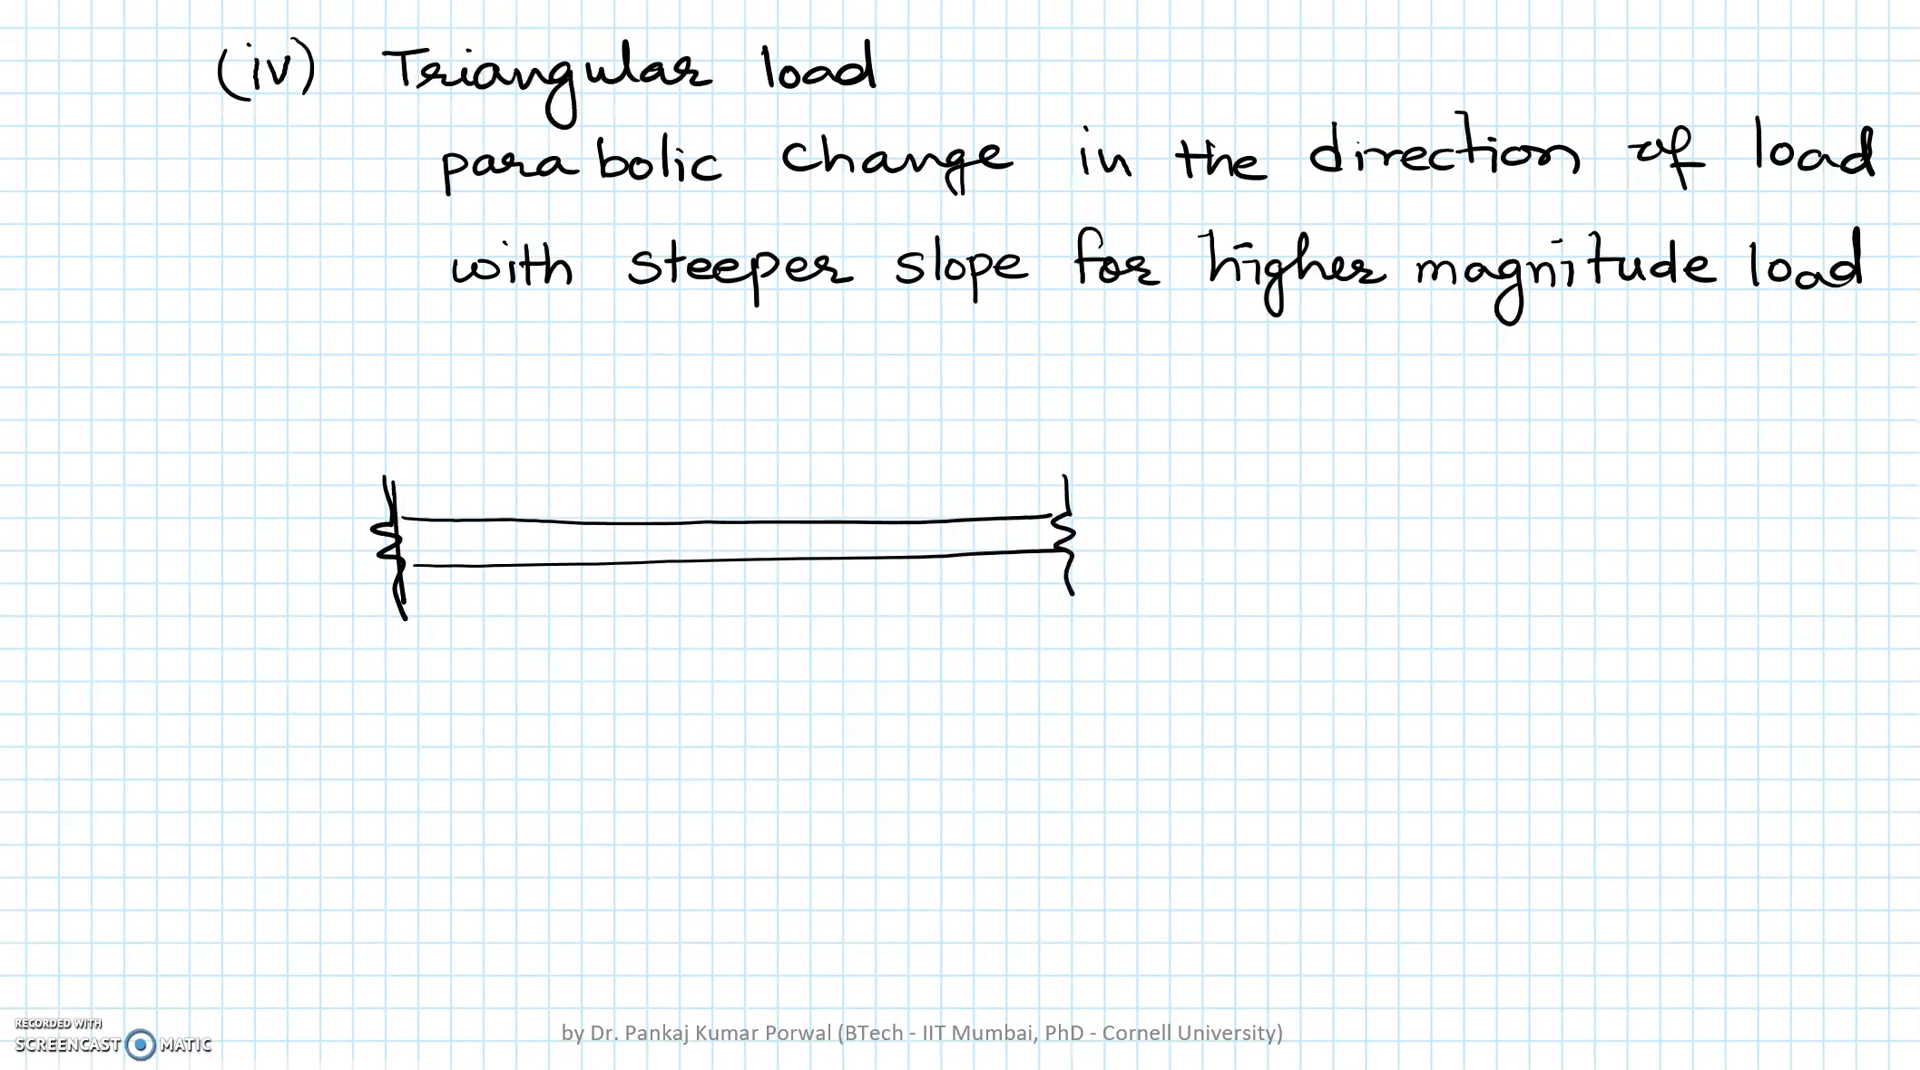 (iv) Triangular load
parabolic change in the direction of load
with steeper slope for higher magnitude load
RECORDED WITH
SCREENCAST MATIC
by Dr. Pankaj Kumar Porwal (BTech - IIT Mumbai, PhD - Cornell University)